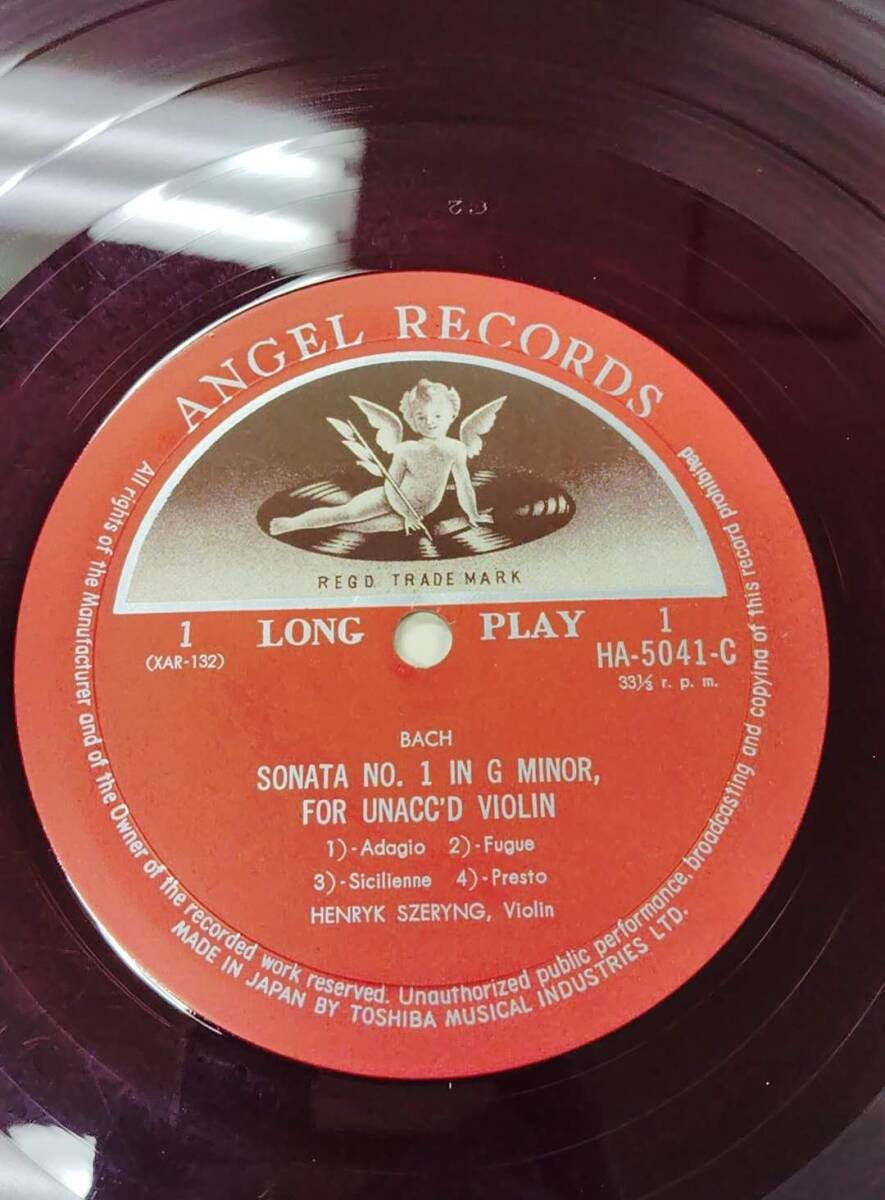 ANGEL RECORDS
REGD. TRADE MARK
1 LONG PLAY 1
(XAR-132)
HA-5041-C
33⅓ r. p. m.
BACH
SONATA NO. 1 IN G MINOR,
FOR UNACC'D VIOLIN
1)-Adagio 2)-Fugue
3)-Sicilienne 4)-Presto
HENRYK SZERYNG, Violin
All rights of the Manufacturer and of the Owner of the recorded work reserved. Unauthorized public performance, broadcasting and copying of this record prohibited
MADE IN JAPAN BY TOSHIBA MUSICAL INDUSTRIES LTD.